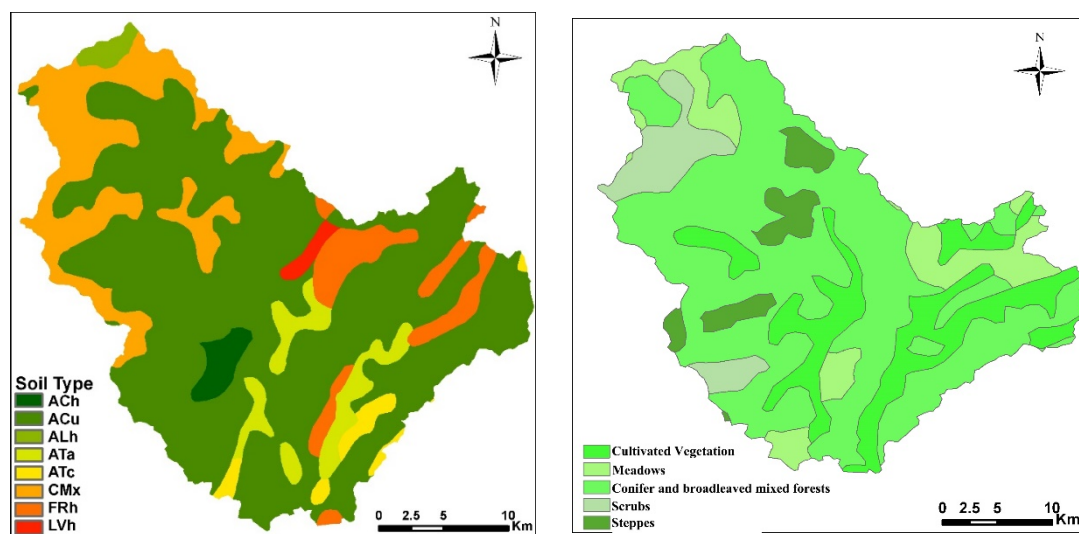 N
Soil Type
ACh
ACu
ALh
ATa
ATc
CMx
FRh
LVh
0 2.5 5 10
Km
N
Cultivated Vegetation
Meadows
Conifer and broadleaved mixed forests
Scrubs
Steppes
0 2.5 5 10
Km